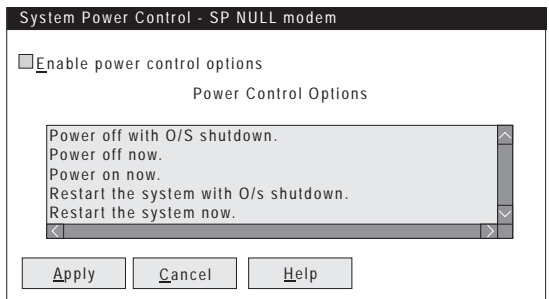 System Power Control - SP NULL modem
Enable power control options
Power Control Options
Power off with O/S shutdown.
Power off now.
Power on now.
Restart the system with O/s shutdown.
Restart the system now.
Apply Cancel Help